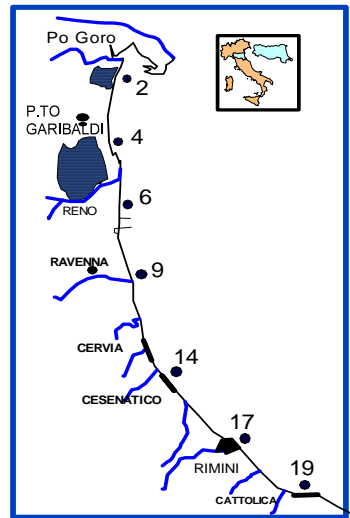 Po Goro
2
P.TO
GARIBALDI
4
6
RENO
RAVENNA
9
CERVIA
14
CESENATICO
17
RIMINI
19
CATTOLICA